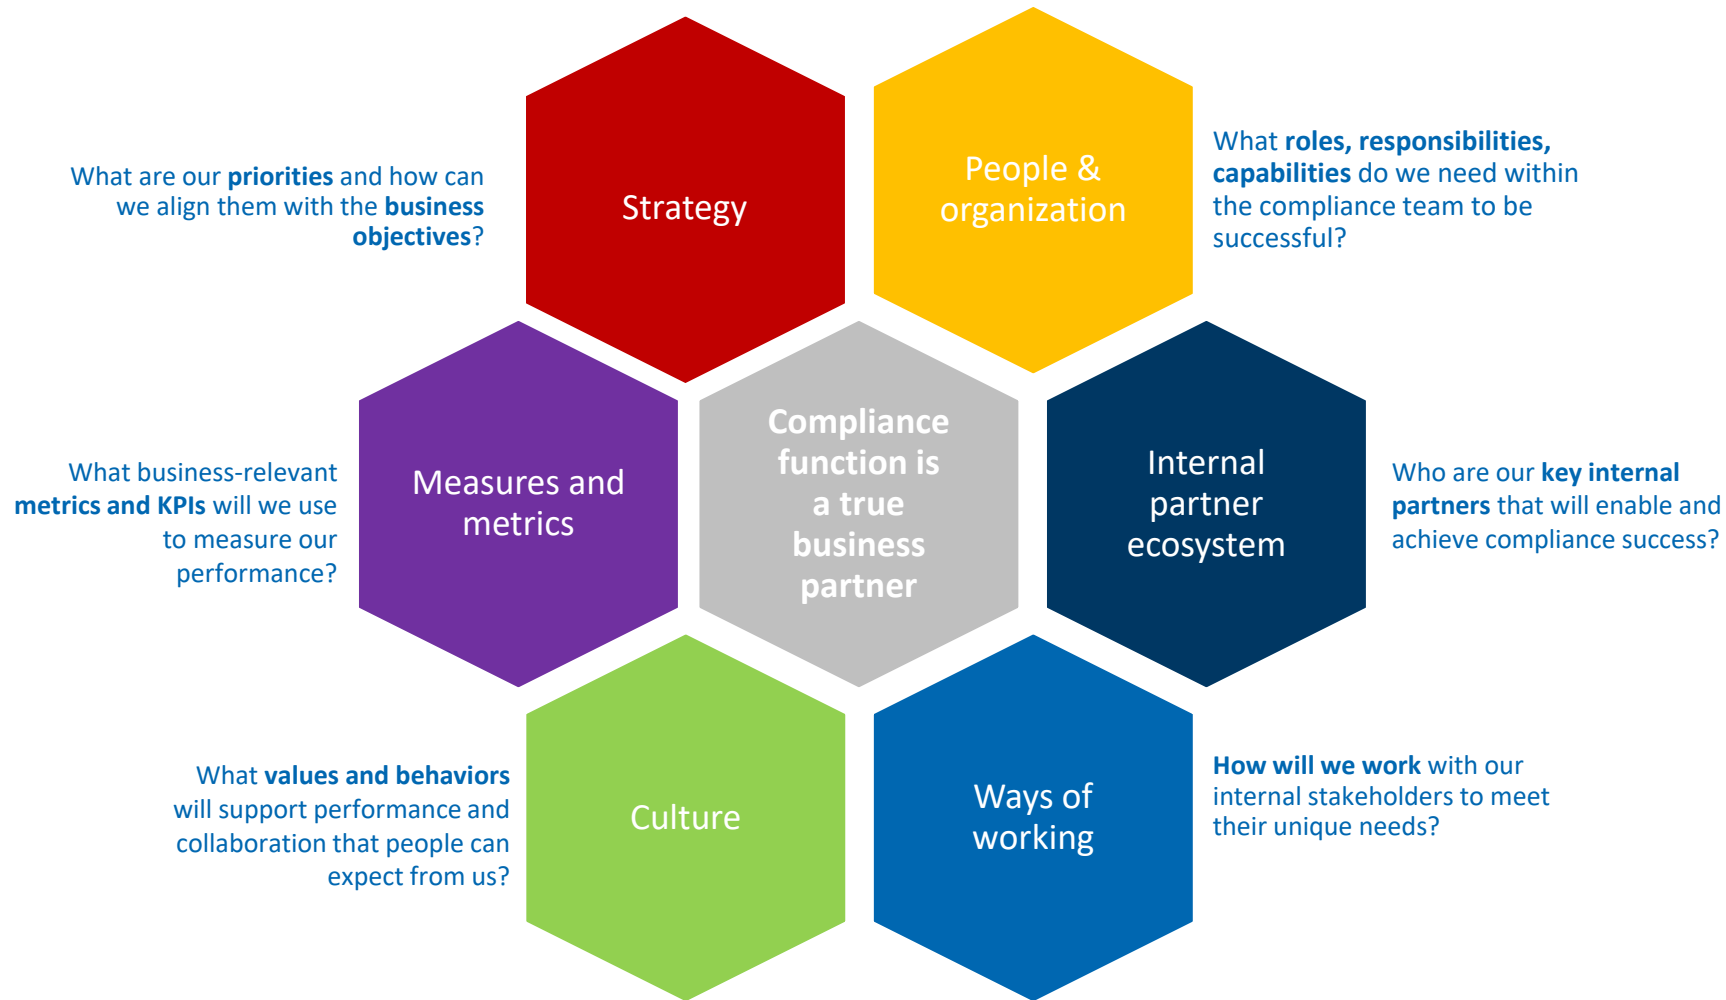 What are our priorities and how can
we align them with the business
objectives?
Strategy
People &
organization
What roles, responsibilities,
capabilities do we need within
the compliance team to be
successful?
What business-relevant
metrics and KPIs will we use
to measure our
performance?
Measures and
metrics
Compliance
function is
a true
business
partner
Internal
partner
ecosystem
Who are our key internal
partners that will enable and
achieve compliance success?
What values and behaviors
will support performance and
collaboration that people can
expect from us?
Culture
Ways of
working
How will we work with our
internal stakeholders to meet
their unique needs?